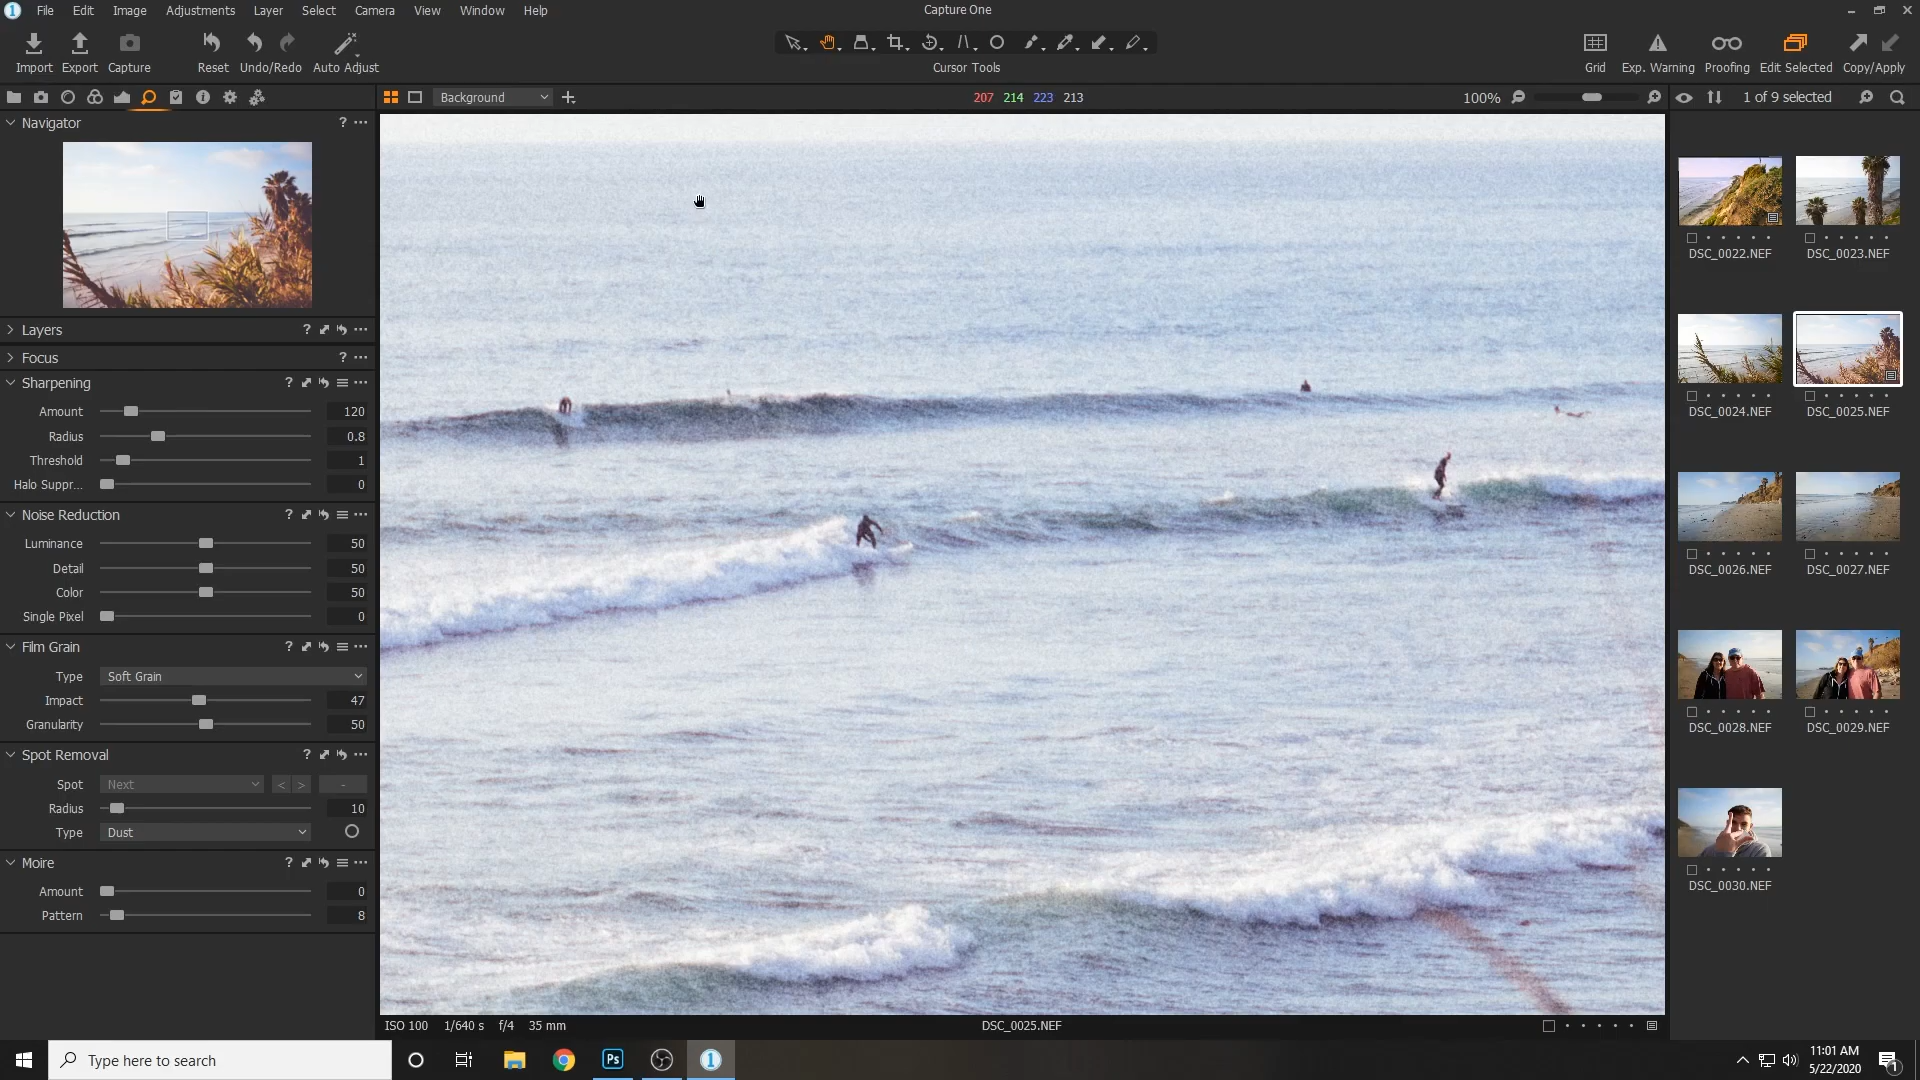 File Edit Image Adjustments Layer Select Camera View Window Help
Capture One
Import Export Capture Reset Undo/Redo Auto Adjust
Cursor Tools
Grid Exp. Warning Proofing Edit Selected Copy/Apply
Background
207 214 223 213
100%
1 of 9 selected
Navigator
Layers
Focus
Sharpening
Amount 120
Radius 0.8
Threshold 1
Halo Suppr... 0
Noise Reduction
Luminance 50
Detail 50
Color 50
Single Pixel 0
Film Grain
Type Soft Grain
Impact 47
Granularity 50
Spot Removal
Spot Next < > -
Radius 10
Type Dust
Moire
Amount 0
Pattern 8
DSC_0022.NEF DSC_0023.NEF
DSC_0024.NEF DSC_0025.NEF
DSC_0026.NEF DSC_0027.NEF
DSC_0028.NEF DSC_0029.NEF
DSC_0030.NEF
ISO 100 1/640 s f/4 35 mm
DSC_0025.NEF
Type here to search
Ps
1
11:01 AM
5/22/2020
1